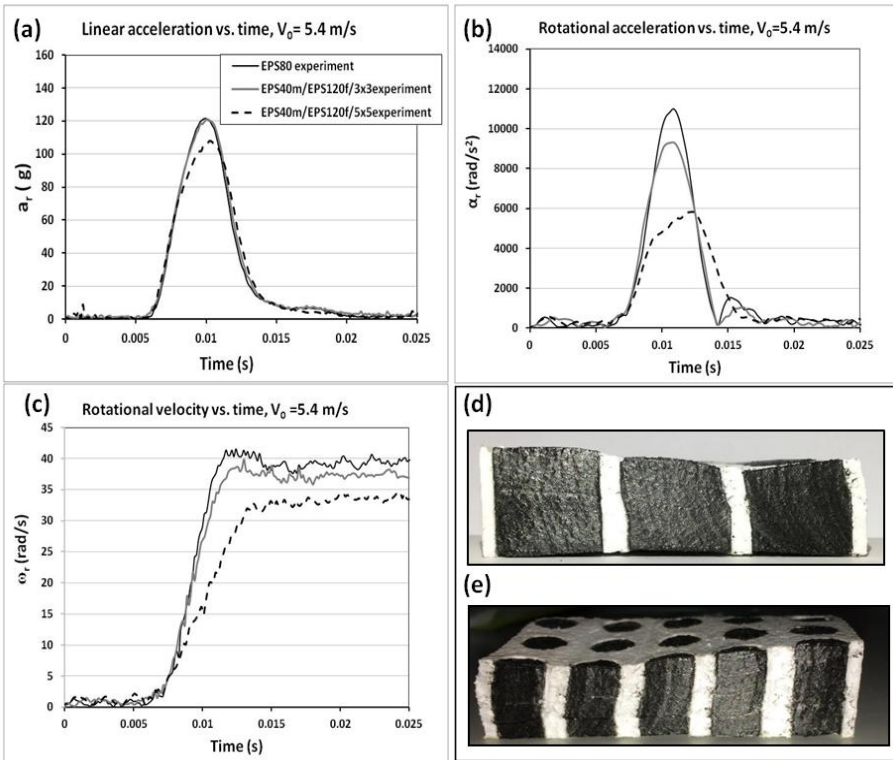 (a)
Linear acceleration vs. time, V₀= 5.4 m/s
aᵣ ( g)
160
140
120
100
80
60
40
20
0
EPS80 experiment
EPS40m/EPS120f/3x3experiment
EPS40m/EPS120f/5x5experiment
0 0.005 0.01 0.015 0.02 0.025
Time (s)
(b)
Rotational acceleration vs. time, V₀=5.4 m/s
αᵣ (rad/s²)
14000
12000
10000
8000
6000
4000
2000
0
0 0.005 0.01 0.015 0.02 0.025
Time (s)
(c)
Rotational velocity vs. time, V₀ =5.4 m/s
ωᵣ (rad/s)
45
40
35
30
25
20
15
10
5
0
0 0.005 0.01 0.015 0.02 0.025
Time (s)
(d)
(e)